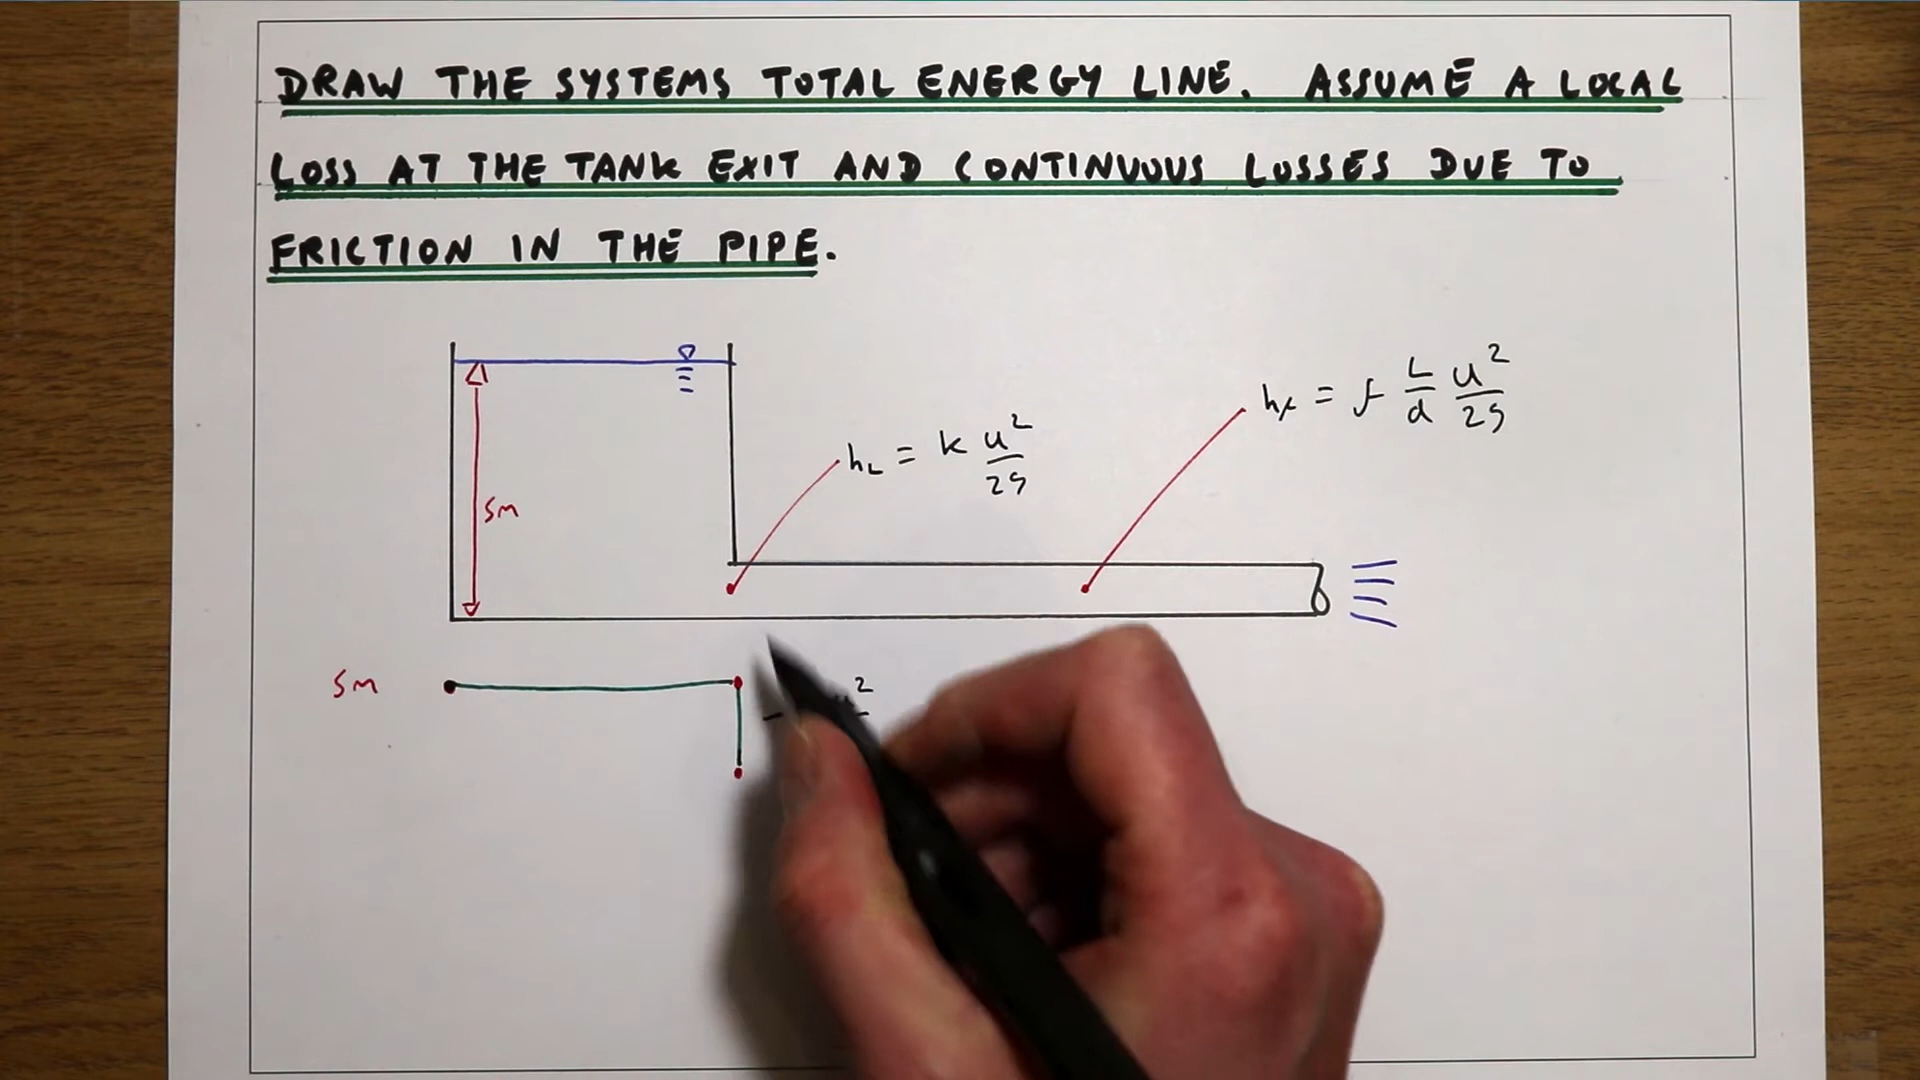 DRAW THE SYSTEMS TOTAL ENERGY LINE. ASSUME A LOCAL
LOSS AT THE TANK EXIT AND CONTINUOUS LOSSES DUE TO
FRICTION IN THE PIPE.
hf = f L/d u²/2g
hL = k u²/2g
5m
5m